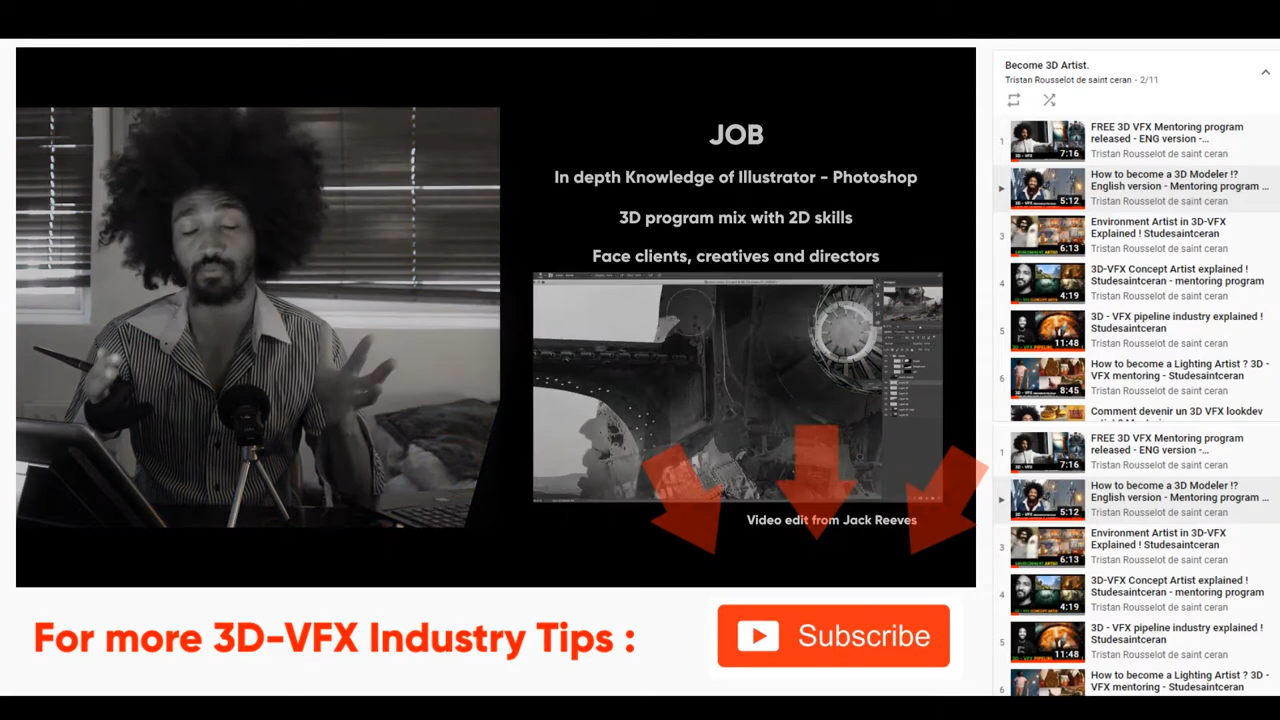 JOB
In depth Knowledge of Illustrator - Photoshop
3D program mix with 2D skills
Face clients, creatives and directors
Video edit from Jack Reeves
For more 3D-VFX Industry Tips :
Subscribe
Become 3D Artist.
Tristan Rousselot de saint ceran - 2/11
1
7:16
FREE 3D VFX Mentoring program
released - ENG version -...
Tristan Rousselot de saint ceran
5:12
How to become a 3D Modeler !?
English version - Mentoring program ...
Tristan Rousselot de saint ceran
3
6:13
Environment Artist in 3D-VFX
Explained ! Studesaintceran
Tristan Rousselot de saint ceran
4
4:19
3D-VFX Concept Artist explained !
Studesaintceran - mentoring program
Tristan Rousselot de saint ceran
5
11:48
3D - VFX pipeline industry explained !
Studesaintceran
Tristan Rousselot de saint ceran
6
8:45
How to become a Lighting Artist ? 3D -
VFX mentoring - Studesaintceran
Tristan Rousselot de saint ceran
Comment devenir un 3D VFX lookdev
1
7:16
FREE 3D VFX Mentoring program
released - ENG version -...
Tristan Rousselot de saint ceran
5:12
How to become a 3D Modeler !?
English version - Mentoring program ...
Tristan Rousselot de saint ceran
3
6:13
Environment Artist in 3D-VFX
Explained ! Studesaintceran
Tristan Rousselot de saint ceran
4
4:19
3D-VFX Concept Artist explained !
Studesaintceran - mentoring program
Tristan Rousselot de saint ceran
5
11:48
3D - VFX pipeline industry explained !
Studesaintceran
Tristan Rousselot de saint ceran
6
How to become a Lighting Artist ? 3D -
VFX mentoring - Studesaintceran